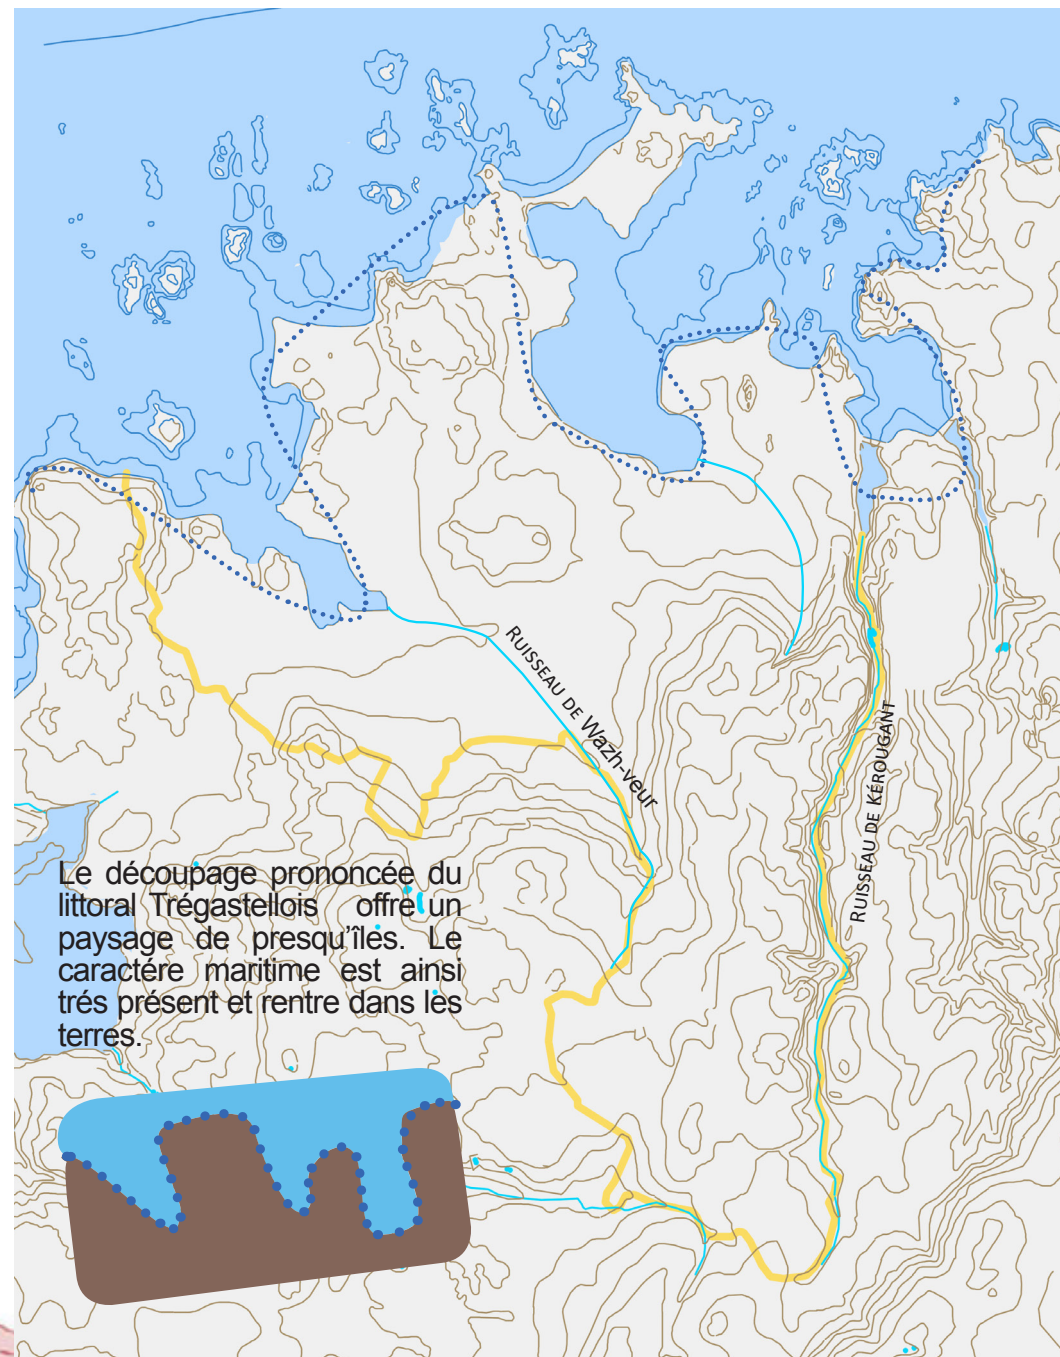 RUISSEAU DE Wazh-veur
RUISSEAU DE KÉROUGANT
Le découpage prononcée du
littoral Trégastellois offre un
paysage de presqu'îles. Le
caractére maritime est ainsi
trés présent et rentre dans les
terres.